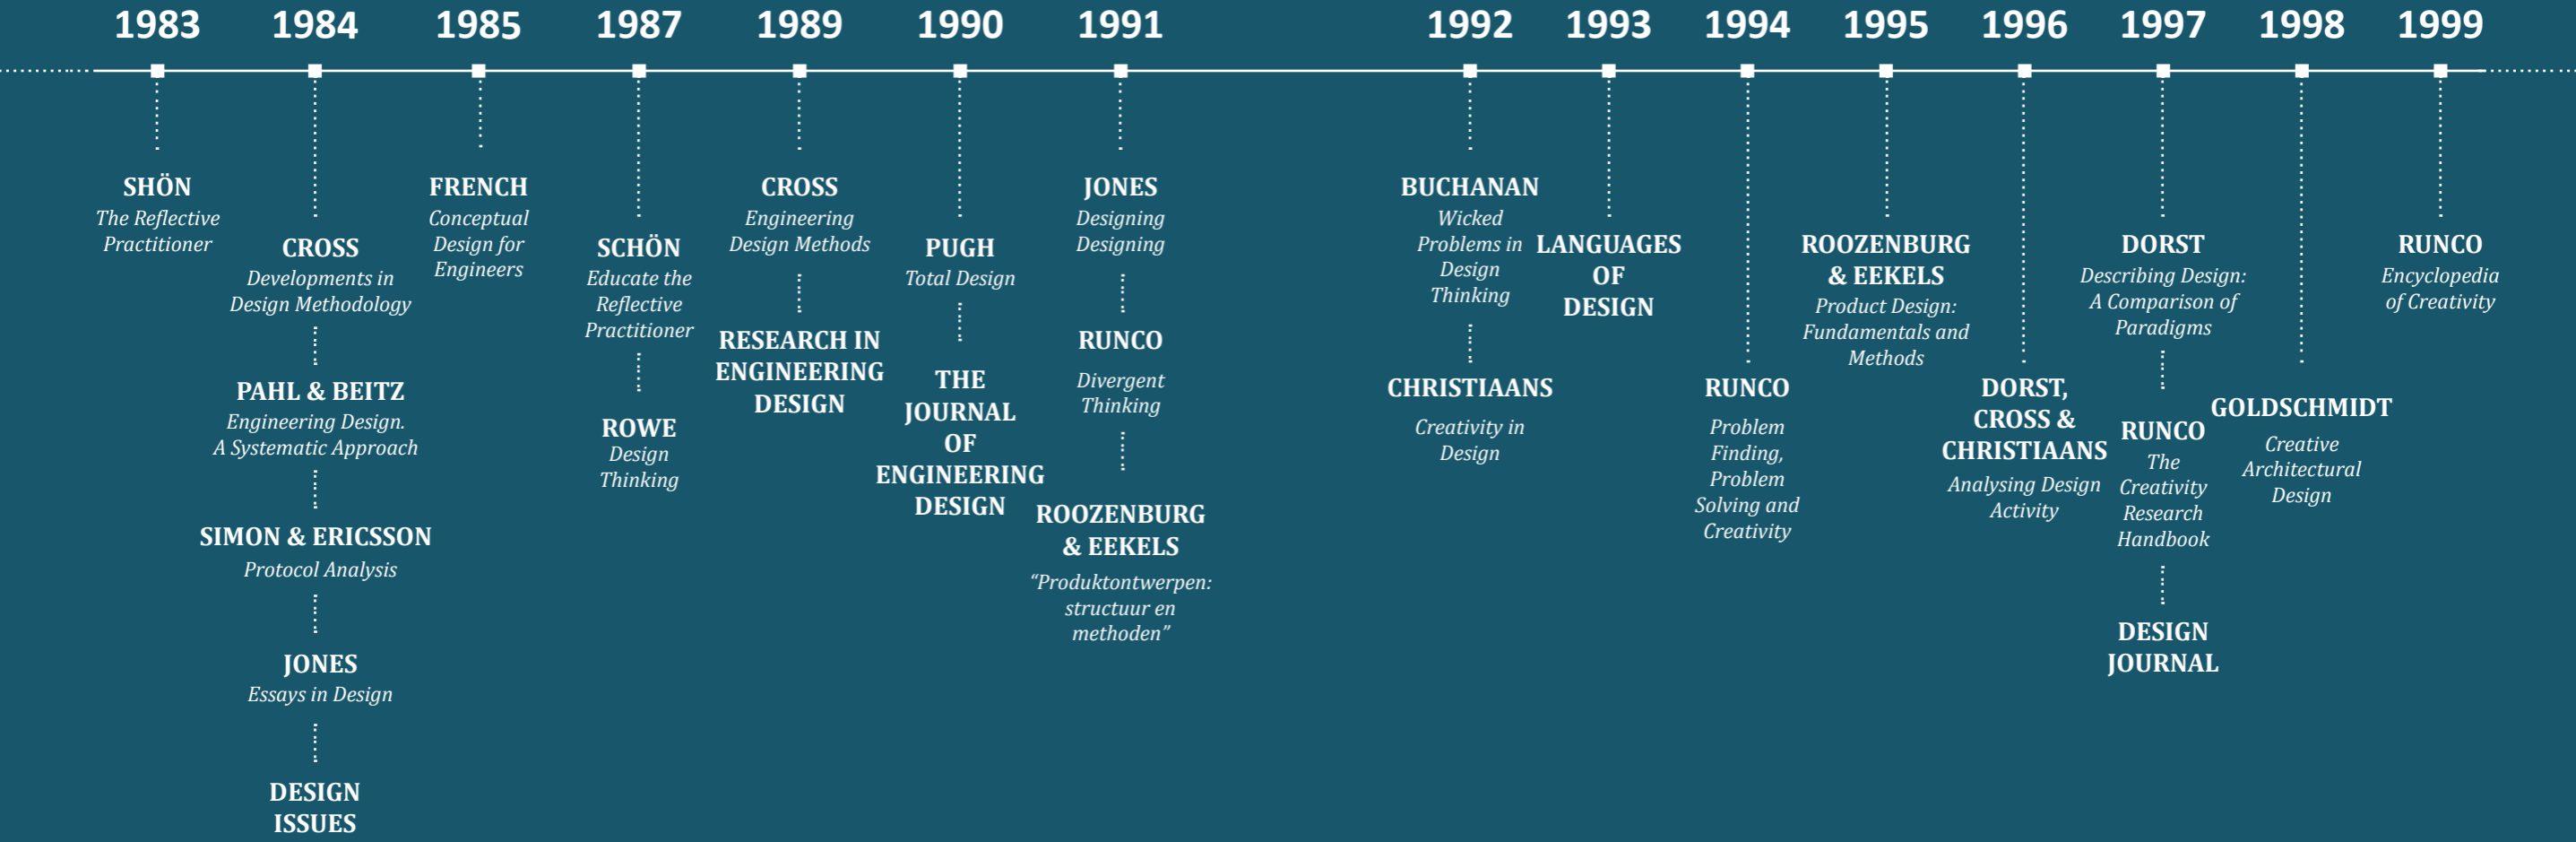 1983
1984
1985
1987
1989
1990
1991
1992
1993
1994
1995
1996
1997
1998
1999
SHÖN
The Reflective
Practitioner
CROSS
Developments in
Design Methodology
PAHL & BEITZ
Engineering Design.
A Systematic Approach
SIMON & ERICSSON
Protocol Analysis
JONES
Essays in Design
DESIGN
ISSUES
FRENCH
Conceptual
Design for
Engineers
SCHÖN
Educate the
Reflective
Practitioner
ROWE
Design
Thinking
CROSS
Engineering
Design Methods
RESEARCH IN
ENGINEERING
DESIGN
PUGH
Total Design
THE
JOURNAL
OF
ENGINEERING
DESIGN
JONES
Designing
Designing
RUNCO
Divergent
Thinking
ROOZENBURG
& EEKELS
“Produktontwerpen:
structuur en
methoden”
BUCHANAN
Wicked
Problems in
Design
Thinking
CHRISTIAANS
Creativity in
Design
LANGUAGES
OF
DESIGN
RUNCO
Problem
Finding,
Problem
Solving and
Creativity
ROOZENBURG
& EEKELS
Product Design:
Fundamentals and
Methods
DORST,
CROSS &
CHRISTIAANS
Analysing Design
Activity
DORST
Describing Design:
A Comparison of
Paradigms
RUNCO
The
Creativity
Research
Handbook
DESIGN
JOURNAL
GOLDSCHMIDT
Creative
Architectural
Design
RUNCO
Encyclopedia
of Creativity